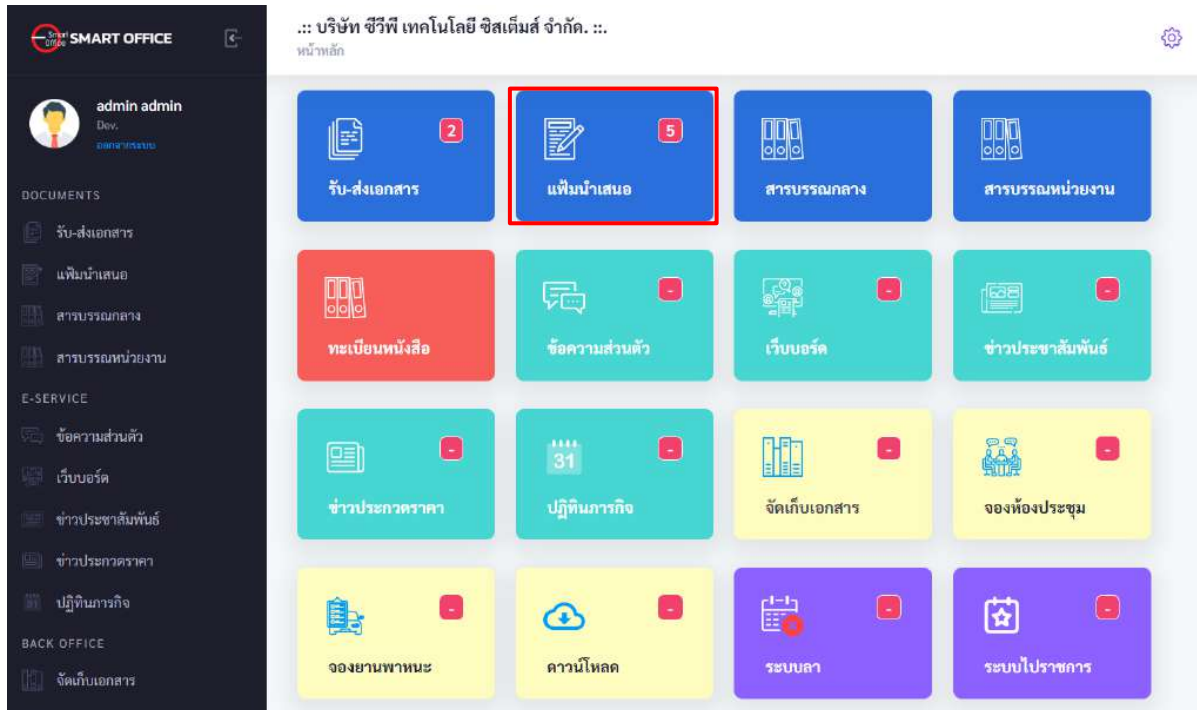 Smart Office SMART OFFICE
.:: บริษัท ซีวีพี เทคโนโลยี ซิสเต็มส์ จำกัด. ::.
หน้าหลัก
admin admin
Dev.
ออกจากระบบ
DOCUMENTS
รับ-ส่งเอกสาร
แฟ้มนำเสนอ
สารบรรณกลาง
สารบรรณหน่วยงาน
E-SERVICE
ข้อความส่วนตัว
เว็บบอร์ด
ข่าวประชาสัมพันธ์
ข่าวประกวดราคา
ปฏิทินภารกิจ
BACK OFFICE
จัดเก็บเอกสาร
2
รับ-ส่งเอกสาร
5
แฟ้มนำเสนอ
สารบรรณกลาง
สารบรรณหน่วยงาน
ทะเบียนหนังสือ
-
ข้อความส่วนตัว
-
เว็บบอร์ด
-
ข่าวประชาสัมพันธ์
-
ข่าวประกวดราคา
31
-
ปฏิทินภารกิจ
-
จัดเก็บเอกสาร
-
จองห้องประชุม
-
จองยานพาหนะ
-
ดาวน์โหลด
-
ระบบลา
-
ระบบไปราชการ